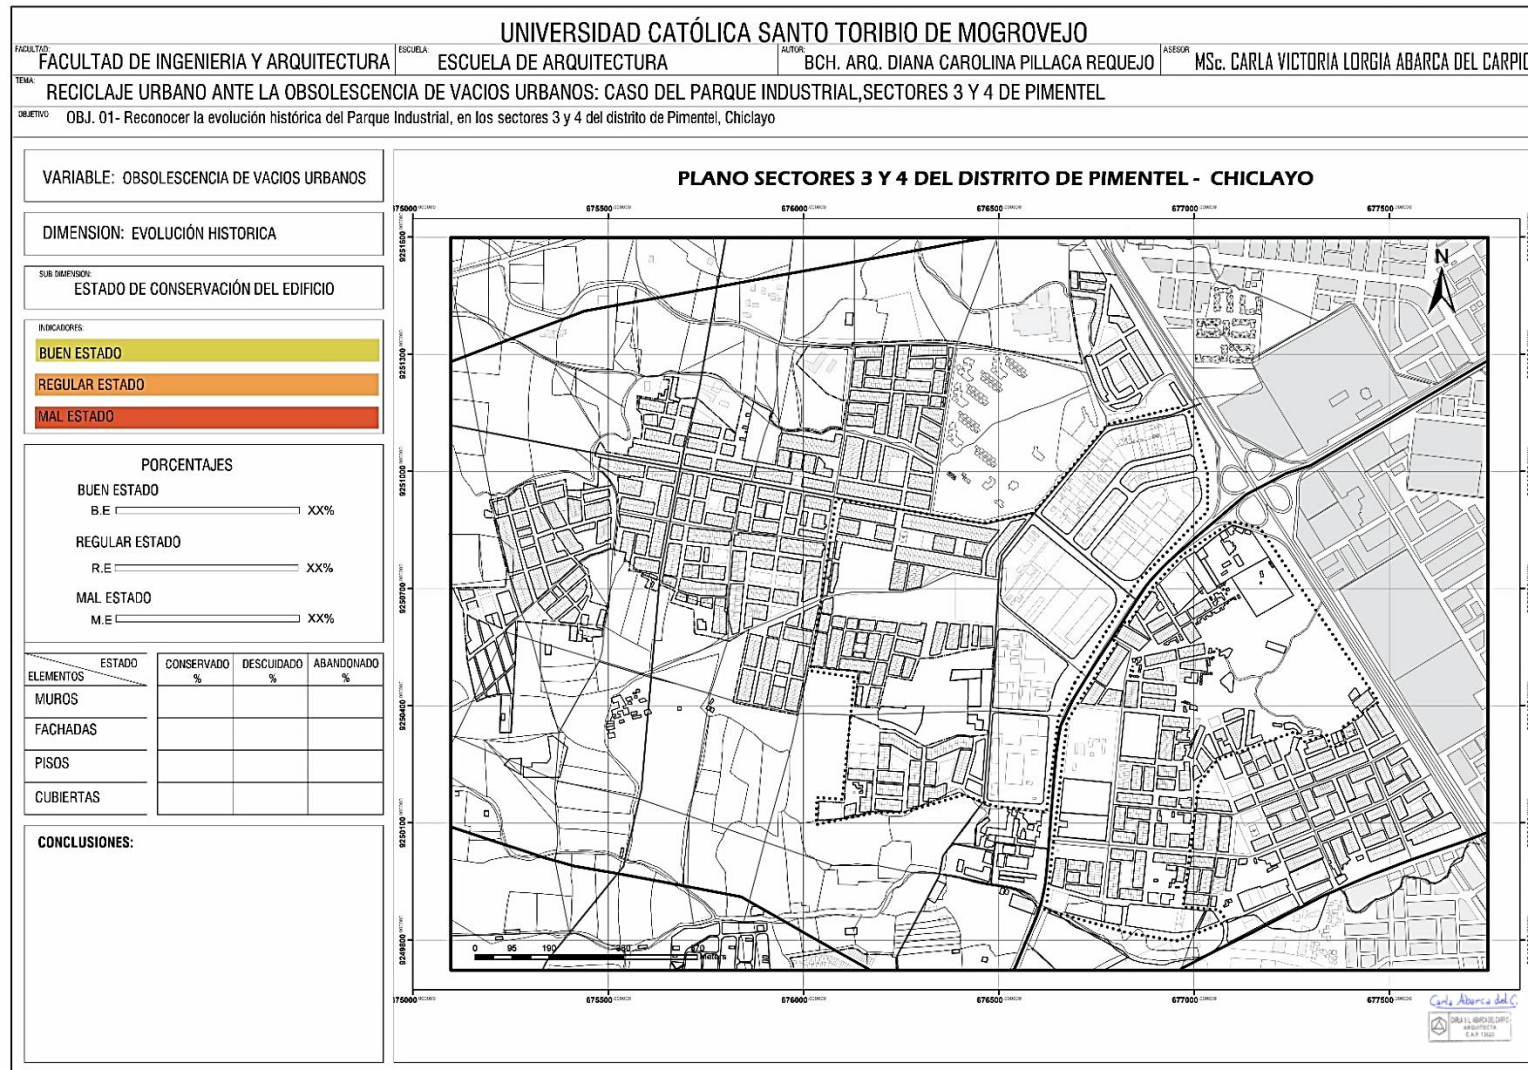 UNIVERSIDAD CATÓLICA SANTO TORIBIO DE MOGROVEJO
FACULTAD: FACULTAD DE INGENIERIA Y ARQUITECTURA
ESCUELA: ESCUELA DE ARQUITECTURA
AUTOR: BCH. ARQ. DIANA CAROLINA PILLACA REQUEJO
ASESOR MSc. CARLA VICTORIA LORGIA ABARCA DEL CARPIO
TEMA: RECICLAJE URBANO ANTE LA OBSOLESCENCIA DE VACIOS URBANOS: CASO DEL PARQUE INDUSTRIAL,SECTORES 3 Y 4 DE PIMENTEL
OBJETIVO OBJ. 01- Reconocer la evolución histórica del Parque Industrial, en los sectores 3 y 4 del distrito de Pimentel, Chiclayo
VARIABLE: OBSOLESCENCIA DE VACIOS URBANOS
DIMENSION: EVOLUCIÓN HISTORICA
SUB DIMENSION:
ESTADO DE CONSERVACIÓN DEL EDIFICIO
INDICADORES:
BUEN ESTADO
REGULAR ESTADO
MAL ESTADO
PORCENTAJES
BUEN ESTADO
B.E XX%
REGULAR ESTADO
R.E XX%
MAL ESTADO
M.E XX%
ESTADO
ELEMENTOS
CONSERVADO %
DESCUIDADO %
ABANDONADO %
MUROS
FACHADAS
PISOS
CUBIERTAS
CONCLUSIONES:
PLANO SECTORES 3 Y 4 DEL DISTRITO DE PIMENTEL - CHICLAYO
675000 675500 676000 676500 677000 677500
9251600
9251300
9251000
9250700
9250400
9250100
9249800
N
0 95 190 380 570
Meters
675000 675500 676000 676500 677000 677500
Carla Abarca del C.
ARQUITECTA